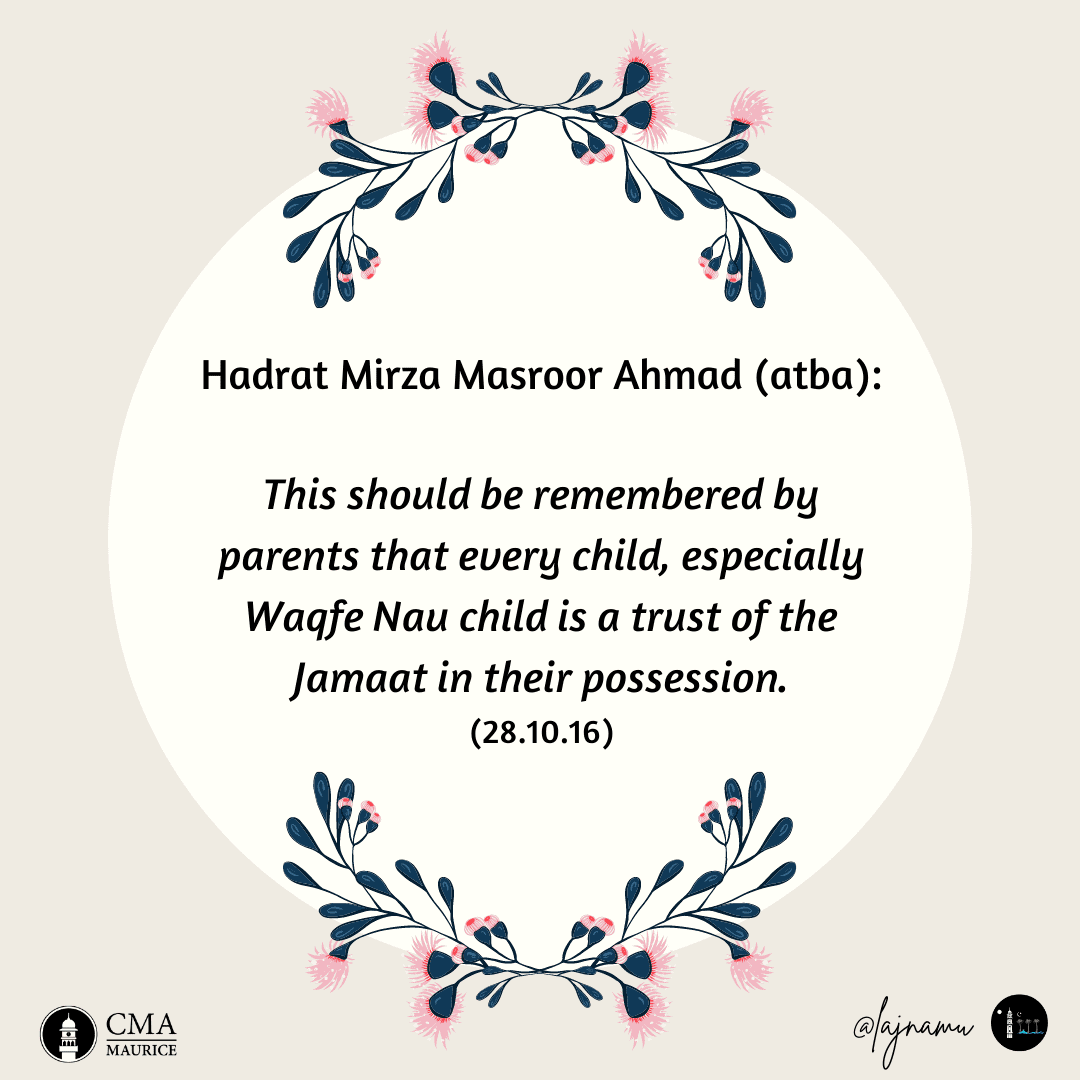 Hadrat Mirza Masroor Ahmad (atba):
This should be remembered by
parents that every child, especially
Waqfe Nau child is a trust of the
Jamaat in their possession.
(28.10.16)
CMA
MAURICE
@lajnamu